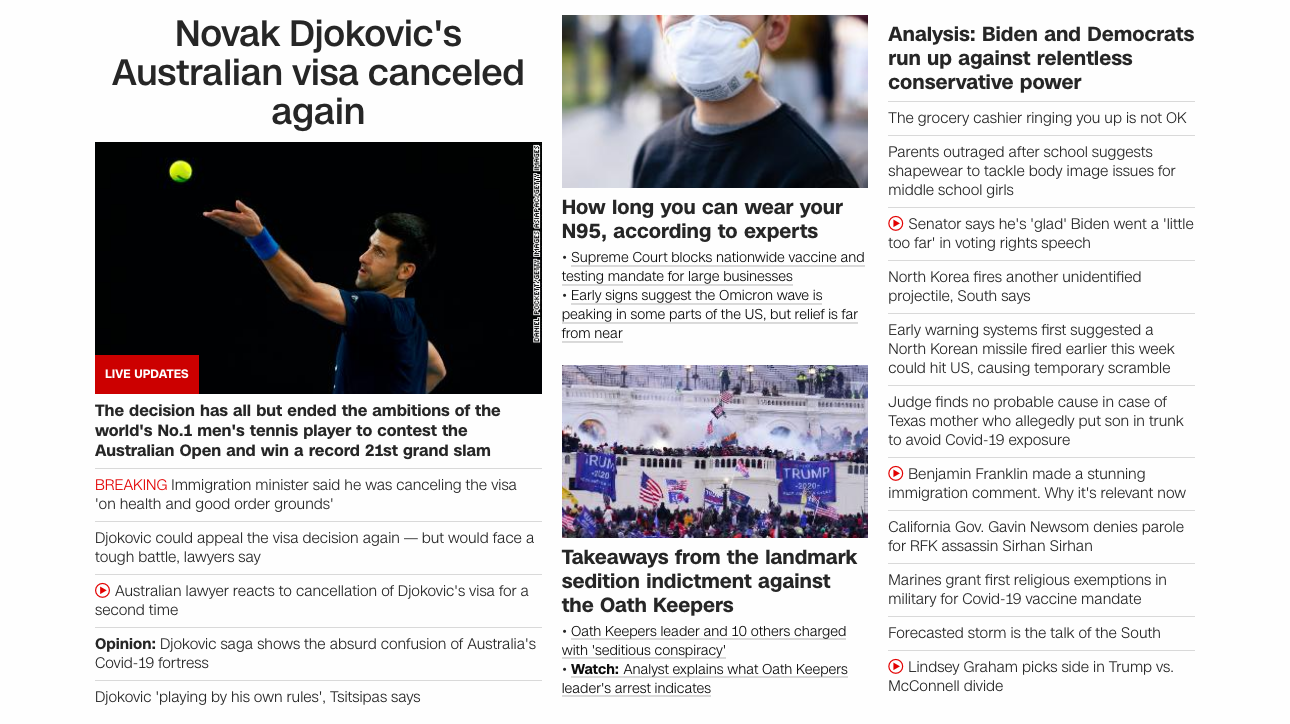 Novak Djokovic's
Australian visa canceled
again
DANIEL POCKETT/GETTY IMAGES ASIAPAC/GETTY IMAGES
LIVE UPDATES
The decision has all but ended the ambitions of the
world's No.1 men's tennis player to contest the
Australian Open and win a record 21st grand slam
BREAKING Immigration minister said he was canceling the visa
'on health and good order grounds'
Djokovic could appeal the visa decision again — but would face a
tough battle, lawyers say
Australian lawyer reacts to cancellation of Djokovic's visa for a
second time
Opinion: Djokovic saga shows the absurd confusion of Australia's
Covid-19 fortress
Djokovic 'playing by his own rules', Tsitsipas says
How long you can wear your
N95, according to experts
• Supreme Court blocks nationwide vaccine and
testing mandate for large businesses
• Early signs suggest the Omicron wave is
peaking in some parts of the US, but relief is far
from near
TRUMP
TRUMP
2020
Takeaways from the landmark
sedition indictment against
the Oath Keepers
• Oath Keepers leader and 10 others charged
with 'seditious conspiracy'
• Watch: Analyst explains what Oath Keepers
leader's arrest indicates
Analysis: Biden and Democrats
run up against relentless
conservative power
The grocery cashier ringing you up is not OK
Parents outraged after school suggests
shapewear to tackle body image issues for
middle school girls
Senator says he's 'glad' Biden went a 'little
too far' in voting rights speech
North Korea fires another unidentified
projectile, South says
Early warning systems first suggested a
North Korean missile fired earlier this week
could hit US, causing temporary scramble
Judge finds no probable cause in case of
Texas mother who allegedly put son in trunk
to avoid Covid-19 exposure
Benjamin Franklin made a stunning
immigration comment. Why it's relevant now
California Gov. Gavin Newsom denies parole
for RFK assassin Sirhan Sirhan
Marines grant first religious exemptions in
military for Covid-19 vaccine mandate
Forecasted storm is the talk of the South
Lindsey Graham picks side in Trump vs.
McConnell divide